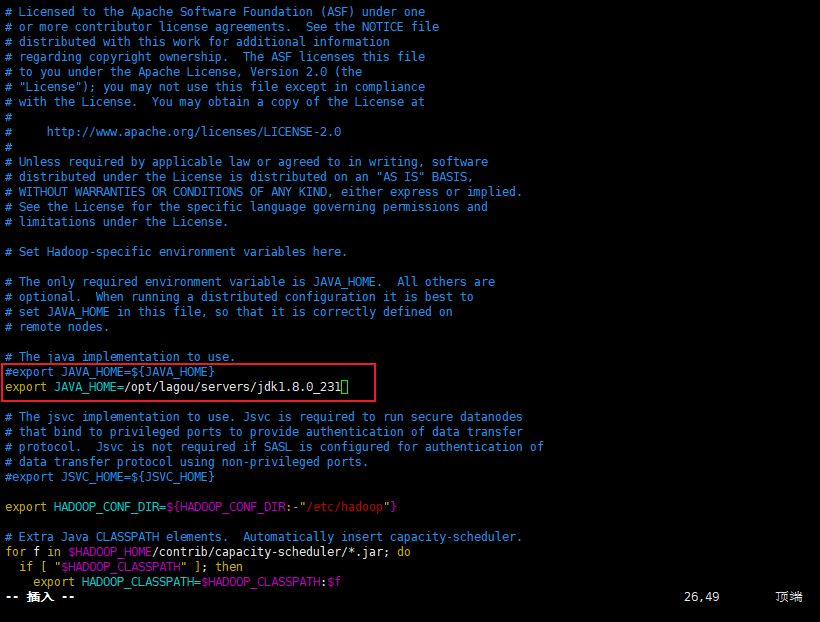 # Licensed to the Apache Software Foundation (ASF) under one
# or more contributor license agreements.  See the NOTICE file
# distributed with this work for additional information
# regarding copyright ownership.  The ASF licenses this file
# to you under the Apache License, Version 2.0 (the
# "License"); you may not use this file except in compliance
# with the License.  You may obtain a copy of the License at
#
#     http://www.apache.org/licenses/LICENSE-2.0
#
# Unless required by applicable law or agreed to in writing, software
# distributed under the License is distributed on an "AS IS" BASIS,
# WITHOUT WARRANTIES OR CONDITIONS OF ANY KIND, either express or implied.
# See the License for the specific language governing permissions and
# limitations under the License.

# Set Hadoop-specific environment variables here.

# The only required environment variable is JAVA_HOME.  All others are
# optional.  When running a distributed configuration it is best to
# set JAVA_HOME in this file, so that it is correctly defined on
# remote nodes.

# The java implementation to use.
#export JAVA_HOME=${JAVA_HOME}
export JAVA_HOME=/opt/lagou/servers/jdk1.8.0_231

# The jsvc implementation to use. Jsvc is required to run secure datanodes
# that bind to privileged ports to provide authentication of data transfer
# protocol.  Jsvc is not required if SASL is configured for authentication of
# data transfer protocol using non-privileged ports.
#export JSVC_HOME=${JSVC_HOME}

export HADOOP_CONF_DIR=${HADOOP_CONF_DIR:-"/etc/hadoop"}

# Extra Java CLASSPATH elements.  Automatically insert capacity-scheduler.
for f in $HADOOP_HOME/contrib/capacity-scheduler/*.jar; do
  if [ "$HADOOP_CLASSPATH" ]; then
    export HADOOP_CLASSPATH=$HADOOP_CLASSPATH:$f
-- 插入 -- 26,49 顶端